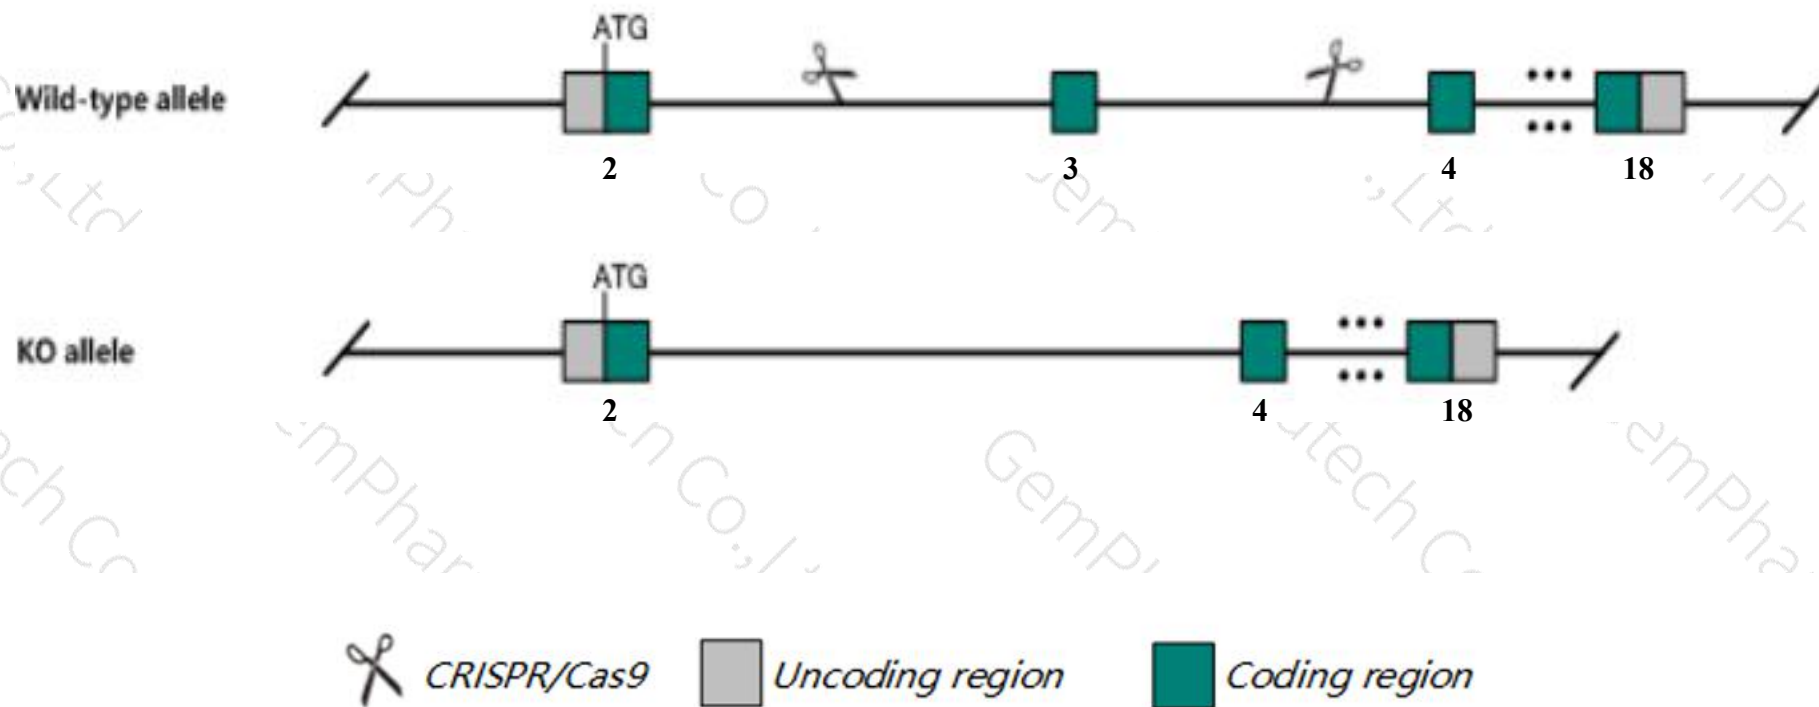 ATG
Wild-type allele
2 3 4 18
ATG
KO allele
2 4 18
CRISPR/Cas9 Uncoding region Coding region